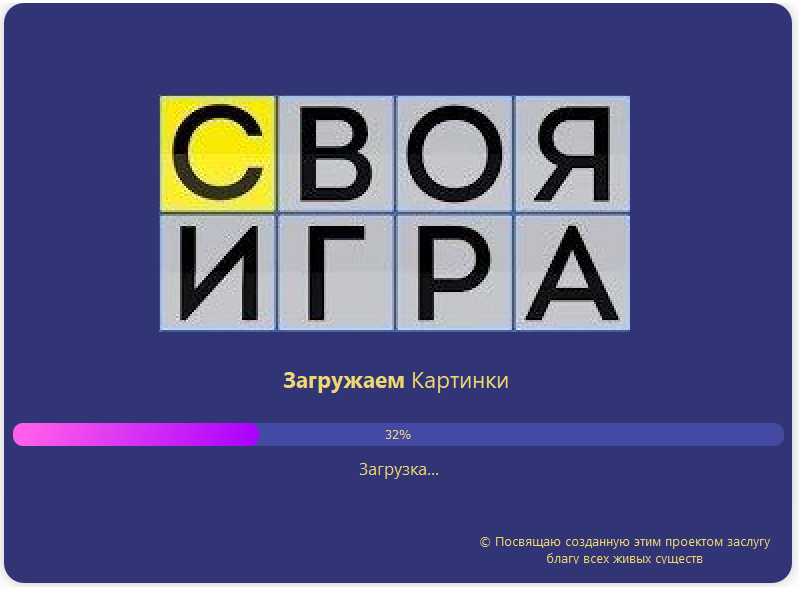 СВОЯ
ИГРА
Загружаем Картинки
32%
Загрузка...
© Посвящаю созданную этим проектом заслугу
благу всех живых существ